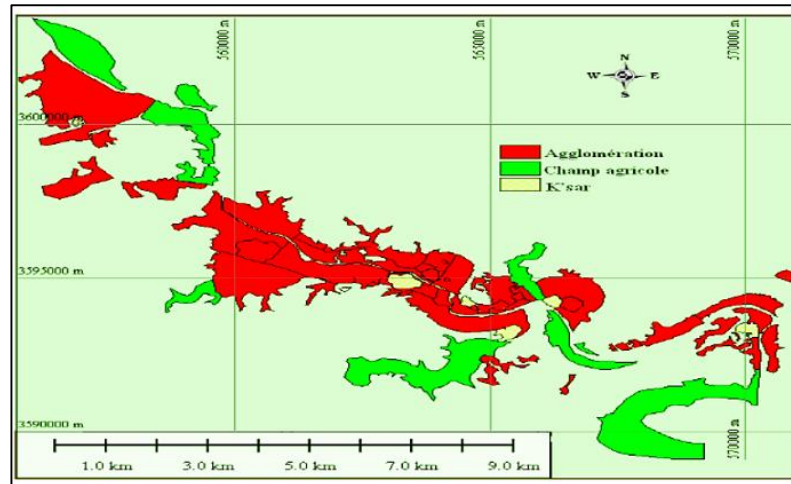 560000 m
565000 m
570000 m
N
W E
S
3600000 m
Agglomération
Champ agricole
K'sar
3595000 m
3590000 m
570000 m
1.0 km 3.0 km 5.0 km 7.0 km 9.0 km